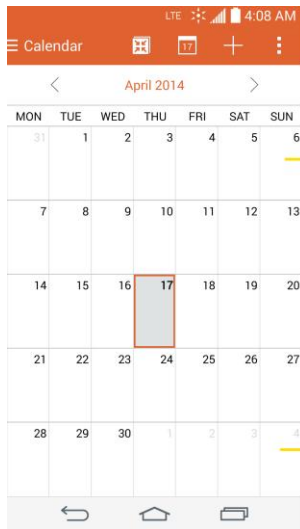 LTE 4:08 AM
Calendar 17
April 2014
MON TUE WED THU FRI SAT SUN
31 1 2 3 4 5 6
7 8 9 10 11 12 13
14 15 16 17 18 19 20
21 22 23 24 25 26 27
28 29 30 1 2 3 4